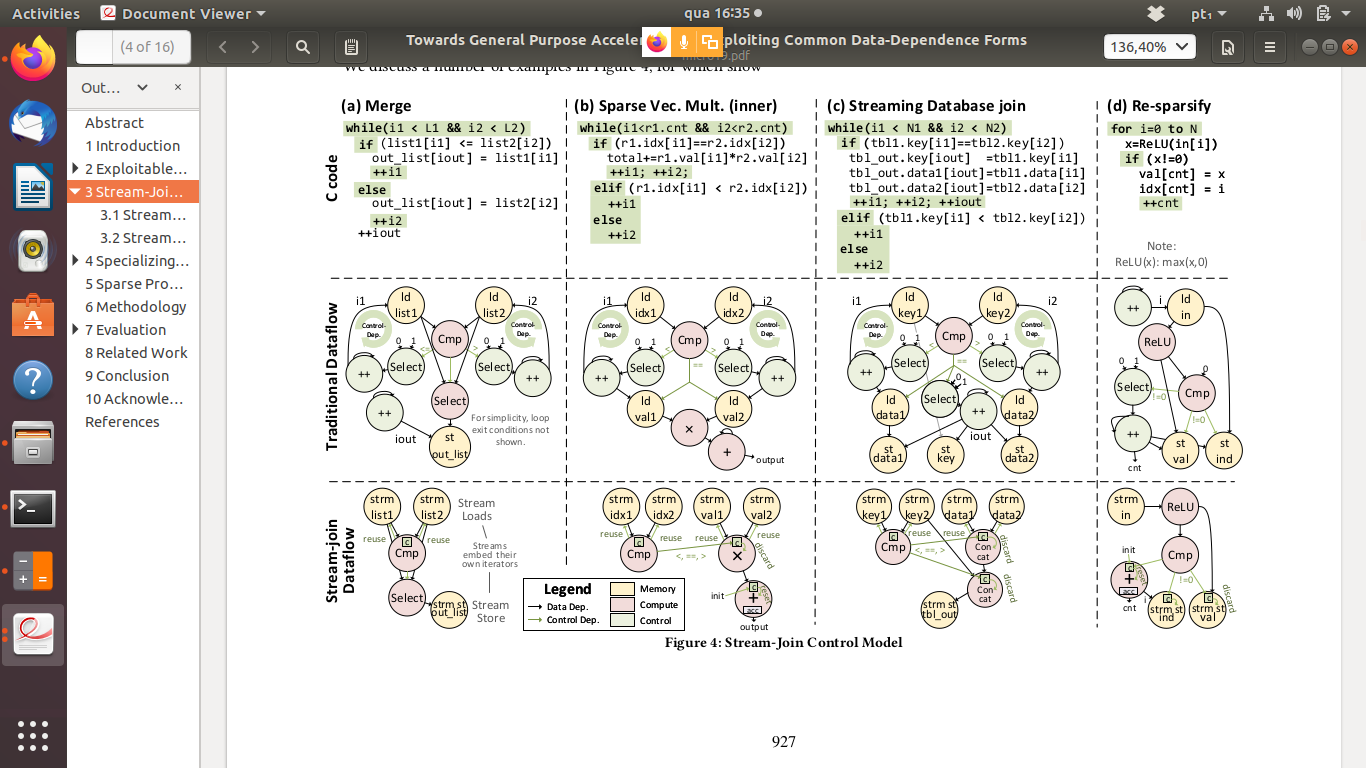 Activities
Document Viewer
qua 16:35
pt₁
(4 of 16)
Towards General Purpose Acceler
ploiting Common Data-Dependence Forms
micro19.pdf
136,40%
Out…
Abstract
1 Introduction
2 Exploitable…
3 Stream-Joi…
3.1 Stream…
3.2 Stream…
4 Specializing…
5 Sparse Pro…
6 Methodology
7 Evaluation
8 Related Work
9 Conclusion
10 Acknowle…
References
We discuss a number of examples in Figure 4, for which show
(a) Merge
C code
while(i1 < L1 && i2 < L2)
if (list1[i1] <= list2[i2])
out_list[iout] = list1[i1]
++i1
else
out_list[iout] = list2[i2]
++i2
++iout
(b) Sparse Vec. Mult. (inner)
while(i1<r1.cnt && i2<r2.cnt)
if (r1.idx[i1]==r2.idx[i2])
total+=r1.val[i1]*r2.val[i2]
++i1; ++i2;
elif (r1.idx[i1] < r2.idx[i2])
++i1
else
++i2
(c) Streaming Database join
while(i1 < N1 && i2 < N2)
if (tbl1.key[i1]==tbl2.key[i2])
tbl_out.key[iout] =tbl1.key[i1]
tbl_out.data1[iout]=tbl1.data[i1]
tbl_out.data2[iout]=tbl2.data[i2]
++i1; ++i2; ++iout
elif (tbl1.key[i1] < tbl2.key[i2])
++i1
else
++i2
(d) Re-sparsify
for i=0 to N
x=ReLU(in[i])
if (x!=0)
val[cnt] = x
idx[cnt] = i
++cnt
Note:
ReLU(x): max(x,0)
Traditional Dataflow
i1
ld
list1
ld
list2
i2
Control-
Dep.
Control-
Dep.
Cmp
0 1
<=
0 1
Select
Select
++
++
Select
++
iout
st
out_list
For simplicity, loop
exit conditions not
shown.
i1
ld
idx1
ld
idx2
i2
Control-
Dep.
Control-
Dep.
Cmp
0 1
0 1
==
Select
Select
++
++
ld
val1
ld
val2
×
+
output
i1
ld
key1
ld
key2
i2
Control-
Dep.
Control-
Dep.
Cmp
0 1
0 1
==
Select
Select
++
++
0 1
Select
ld
data1
++
iout
ld
data2
st
data1
st
key
st
data2
++
i
ld
in
ReLU
0 1
0
Select
!=0
Cmp
!=0
++
cnt
st
val
st
ind
Stream-join
Dataflow
strm
list1
strm
list2
Stream
Loads
reuse
c
reuse
Cmp
Streams
embed their
own iterators
Select
strm st
out_list
Stream
Store
strm
idx1
strm
idx2
strm
val1
strm
val2
reuse
c
reuse
reuse
c
Cmp
<, ==, >
×
discard
init
c
reset
+
acc
output
Legend
Data Dep.
Control Dep.
Memory
Compute
Control
strm
key1
strm
key2
strm
data1
strm
data2
reuse
c
reuse
c
Cmp
<, ==, >
Con
cat
discard
c
Con
cat
discard
strm st
tbl_out
strm
in
ReLU
init
c
reset
Cmp
+
acc
!=0
cnt
c
strm st
ind
c
strm st
val
discard
Figure 4: Stream-Join Control Model
927